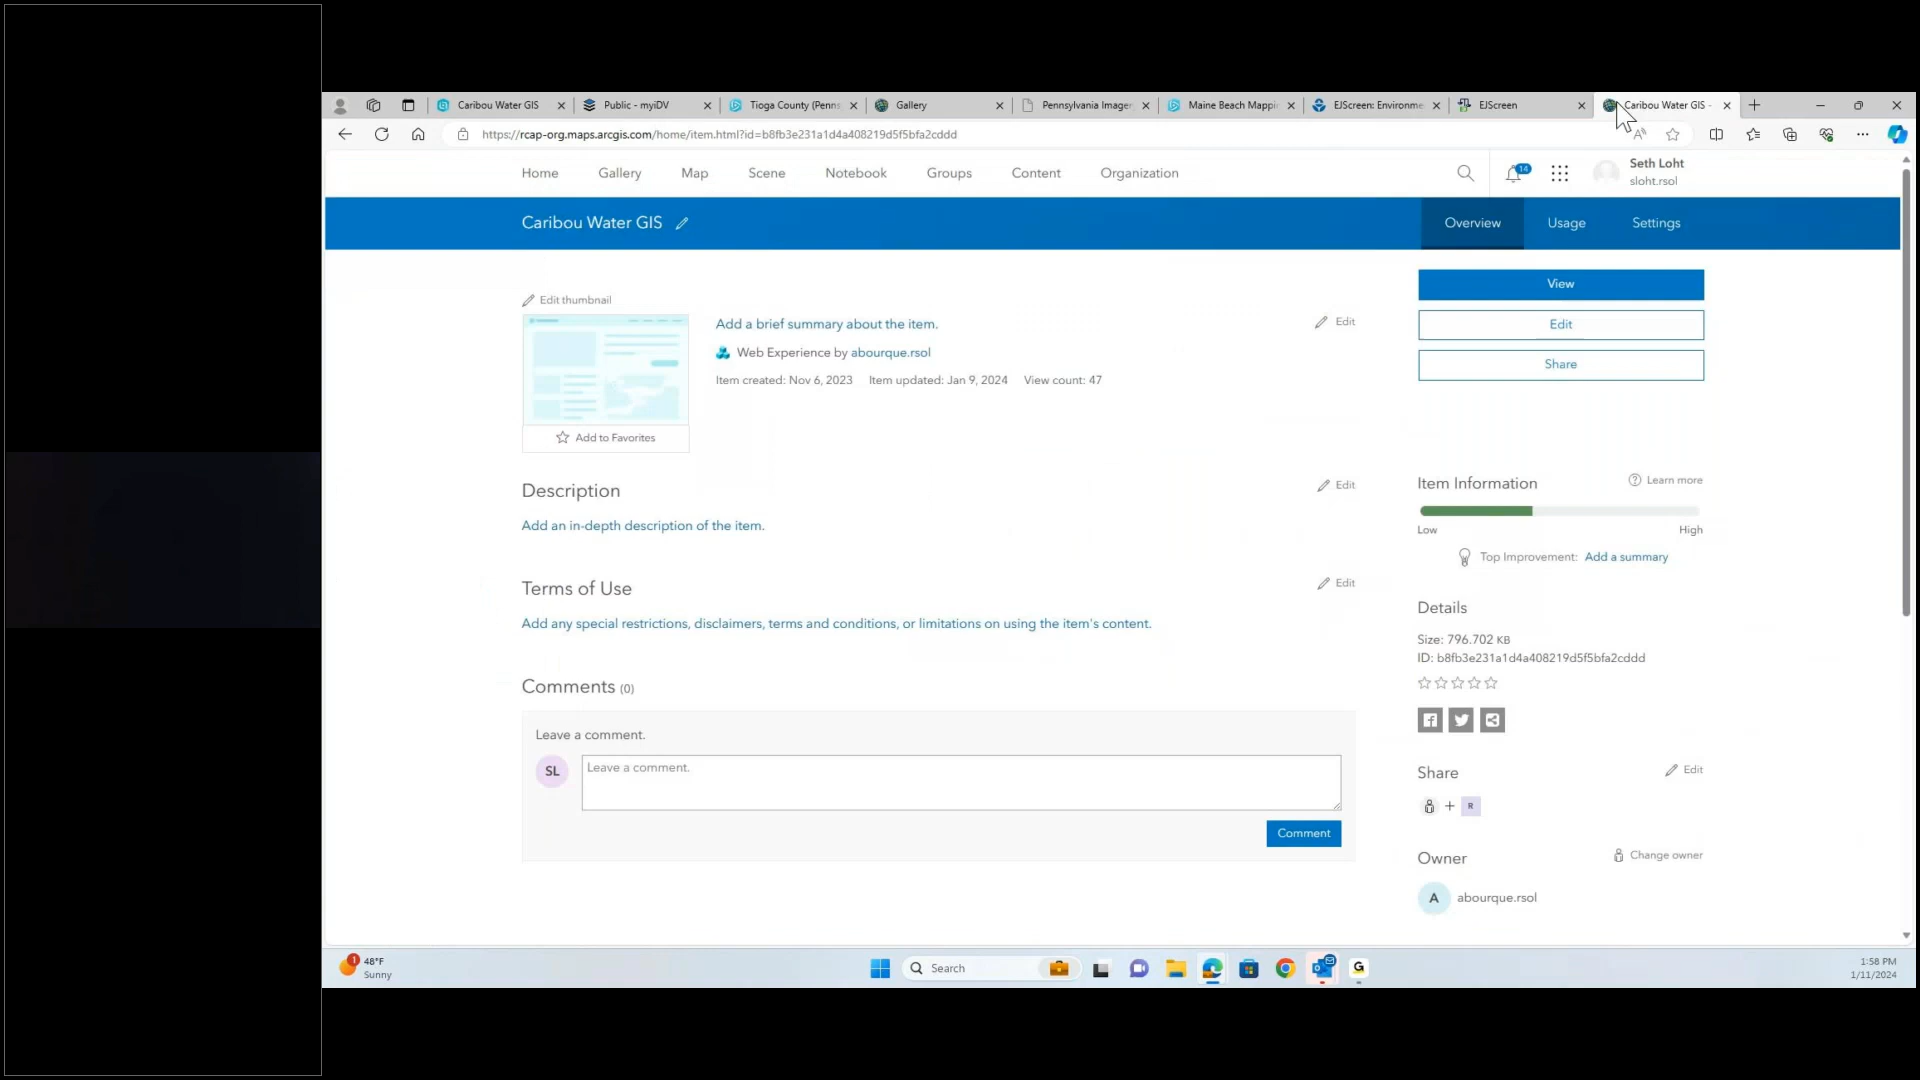 Caribou Water GIS
Public - myiDV
Tioga County (Penns
Gallery
Pennsylvania Imager
Maine Beach Mappi
EJScreen: Environme
EJScreen
Caribou Water GIS -
https://rcap-org.maps.arcgis.com/home/item.html?id=b8fb3e231a1d4a408219d5f5bfa2cddd
Home
Gallery
Map
Scene
Notebook
Groups
Content
Organization
14
Seth Loht
sloht.rsol
Caribou Water GIS
Overview
Usage
Settings
Edit thumbnail
Add to Favorites
Add a brief summary about the item.
Edit
Web Experience by abourque.rsol
Item created: Nov 6, 2023 Item updated: Jan 9, 2024 View count: 47
View
Edit
Share
Description
Edit
Add an in-depth description of the item.
Terms of Use
Edit
Add any special restrictions, disclaimers, terms and conditions, or limitations on using the item's content.
Comments (0)
Leave a comment.
SL
Leave a comment.
Comment
Item Information
Learn more
Low
High
Top Improvement: Add a summary
Details
Size: 796.702 KB
ID: b8fb3e231a1d4a408219d5f5bfa2cddd
Share
Edit
+ R
Owner
Change owner
A
abourque.rsol
1
48°F
Sunny
Search
G
1:58 PM
1/11/2024